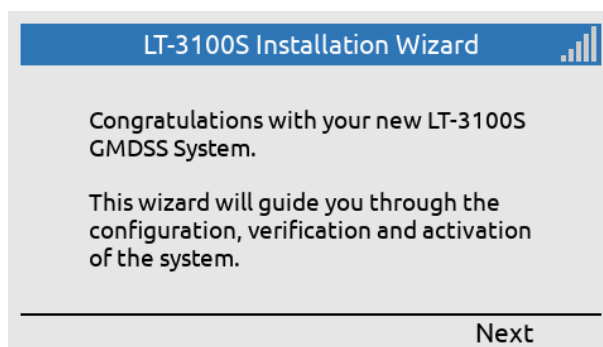 LT-3100S Installation Wizard
Congratulations with your new LT-3100S
GMDSS System.
This wizard will guide you through the
configuration, verification and activation
of the system.
Next